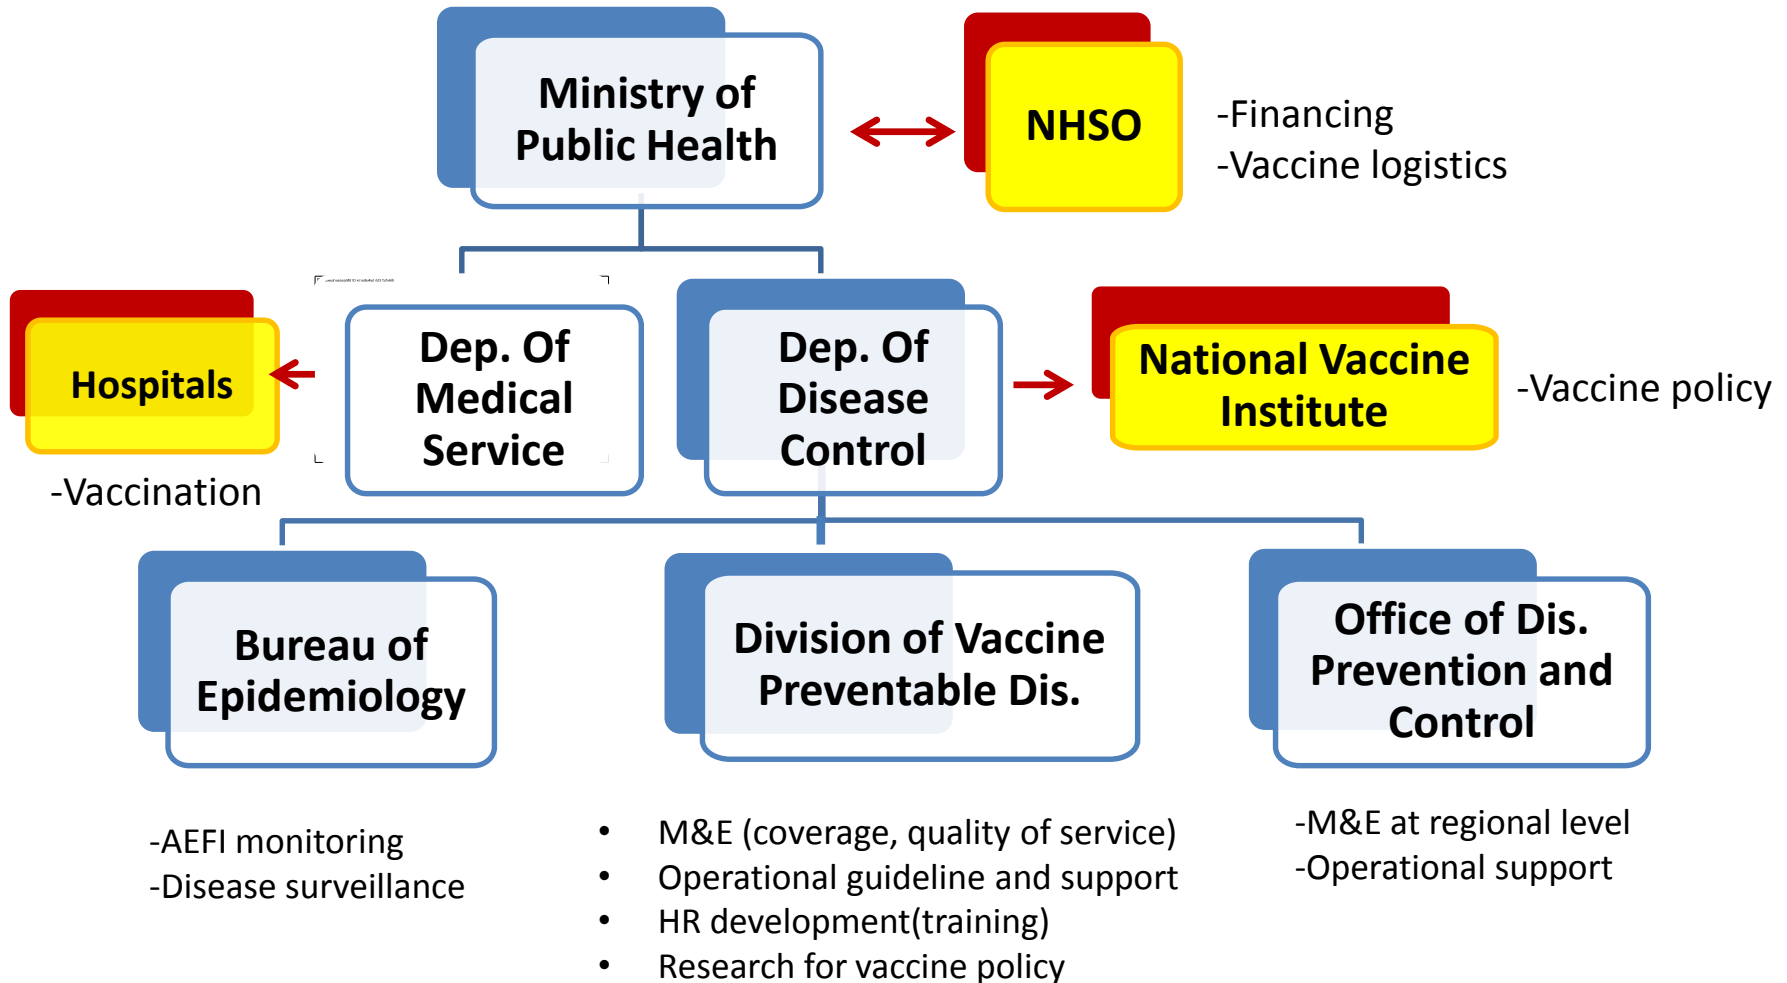 Ministry of
Public Health
NHSO
-Financing
-Vaccine logistics
Hospitals
-Vaccination
Dep. Of
Medical
Service
Dep. Of
Disease
Control
National Vaccine
Institute
-Vaccine policy
Bureau of
Epidemiology
-AEFI monitoring
-Disease surveillance
Division of Vaccine
Preventable Dis.
• M&E (coverage, quality of service)
• Operational guideline and support
• HR development(training)
• Research for vaccine policy
Office of Dis.
Prevention and
Control
-M&E at regional level
-Operational support